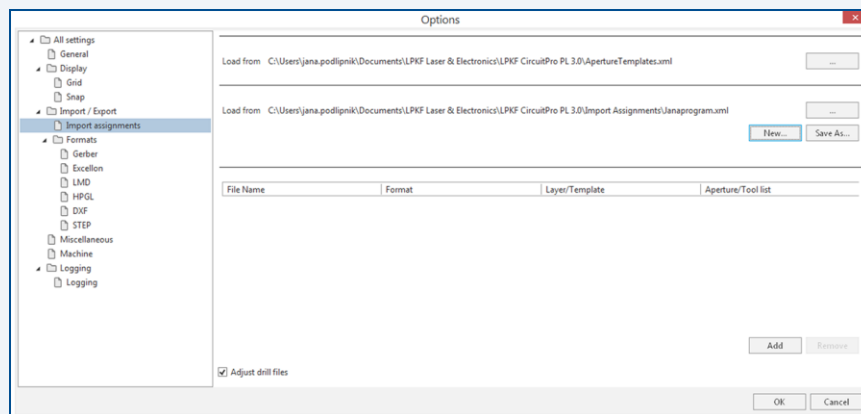 Options
All settings
General
Display
Grid
Snap
Import / Export
Import assignments
Formats
Gerber
Excellon
LMD
HPGL
DXF
STEP
Miscellaneous
Machine
Logging
Logging
Load from C:\Users\jana.podlipnik\Documents\LPKF Laser & Electronics\LPKF CircuitPro PL 3.0\ApertureTemplates.xml ...
Load from C:\Users\jana.podlipnik\Documents\LPKF Laser & Electronics\LPKF CircuitPro PL 3.0\Import Assignments\Janaprogram.xml ...
New... Save As...
File Name Format Layer/Template Aperture/Tool list
Add Remove
Adjust drill files
OK Cancel